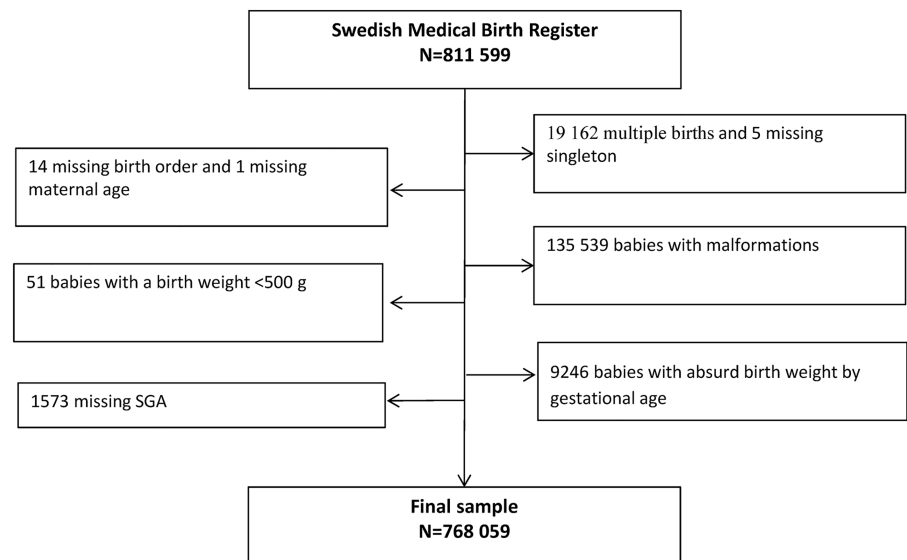 Swedish Medical Birth Register
N=811 599
19 162 multiple births and 5 missing
singleton
14 missing birth order and 1 missing
maternal age
135 539 babies with malformations
51 babies with a birth weight <500 g
9246 babies with absurd birth weight by
gestational age
1573 missing SGA
Final sample
N=768 059